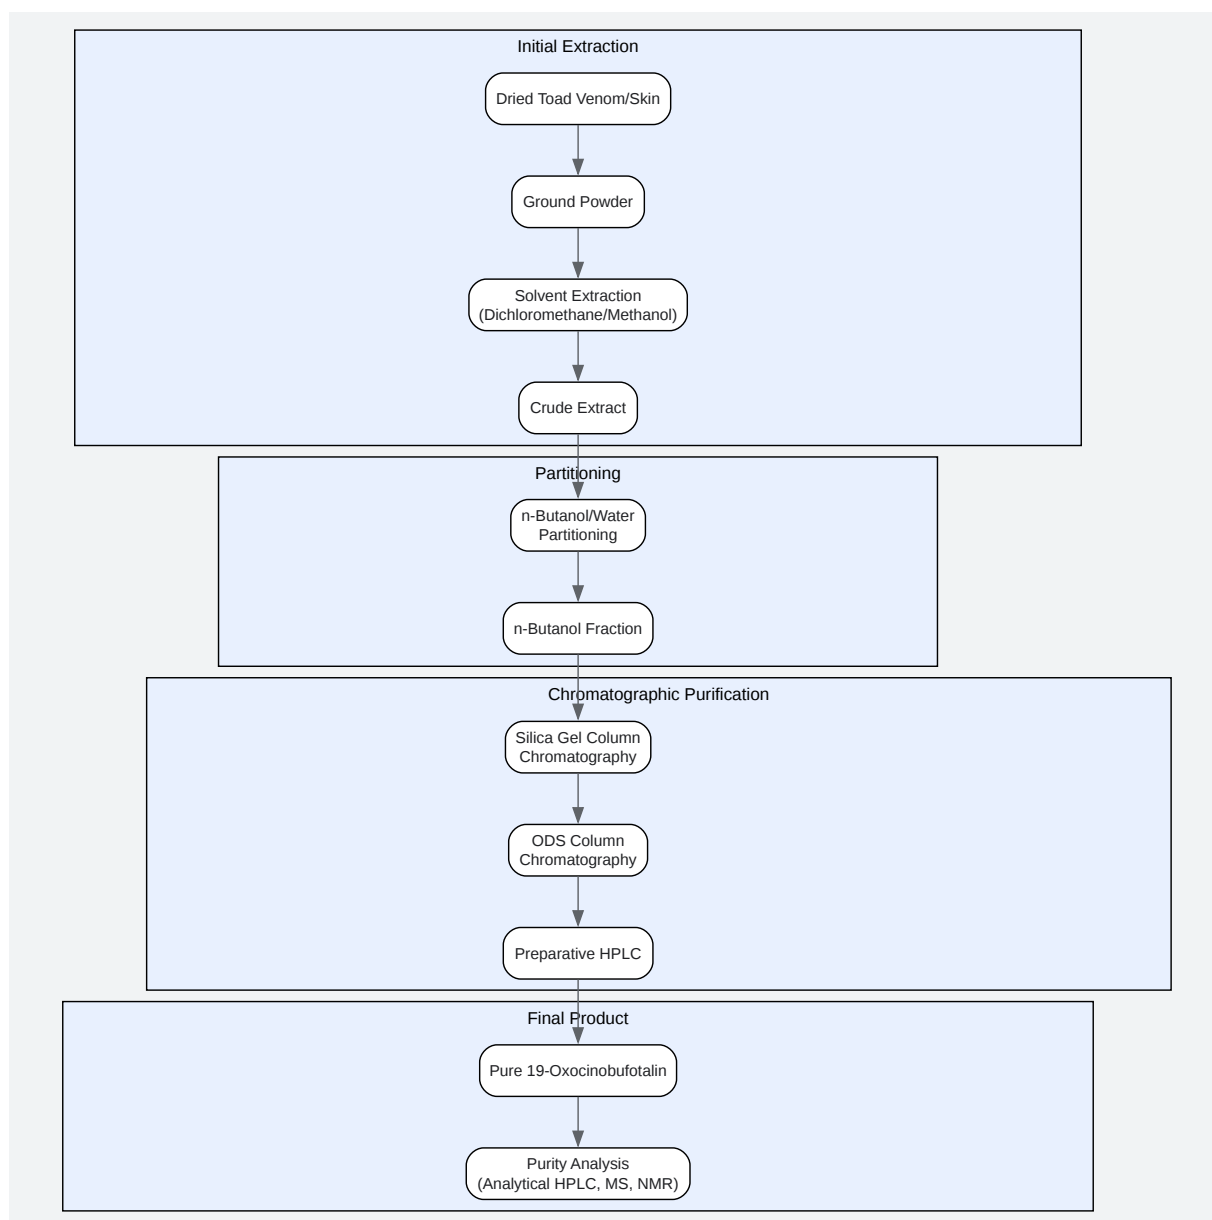 Initial Extraction
Dried Toad Venom/Skin
Ground Powder
Solvent Extraction
(Dichloromethane/Methanol)
Crude Extract
Partitioning
n-Butanol/Water
Partitioning
n-Butanol Fraction
Chromatographic Purification
Silica Gel Column
Chromatography
ODS Column
Chromatography
Preparative HPLC
Final Product
Pure 19-Oxocinobufotalin
Purity Analysis
(Analytical HPLC, MS, NMR)